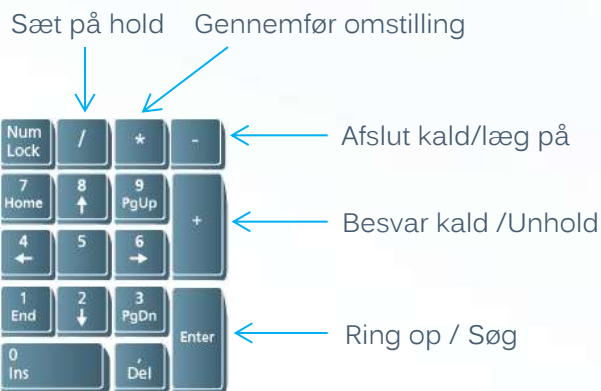 Sæt på hold
Gennemfør omstilling
Num
Lock
/
*
-
Afslut kald/læg på
7
Home
8
↑
9
PgUp
+
Besvar kald /Unhold
4
←
5
6
→
1
End
2
↓
3
PgDn
Enter
Ring op / Søg
0
Ins
,
Del